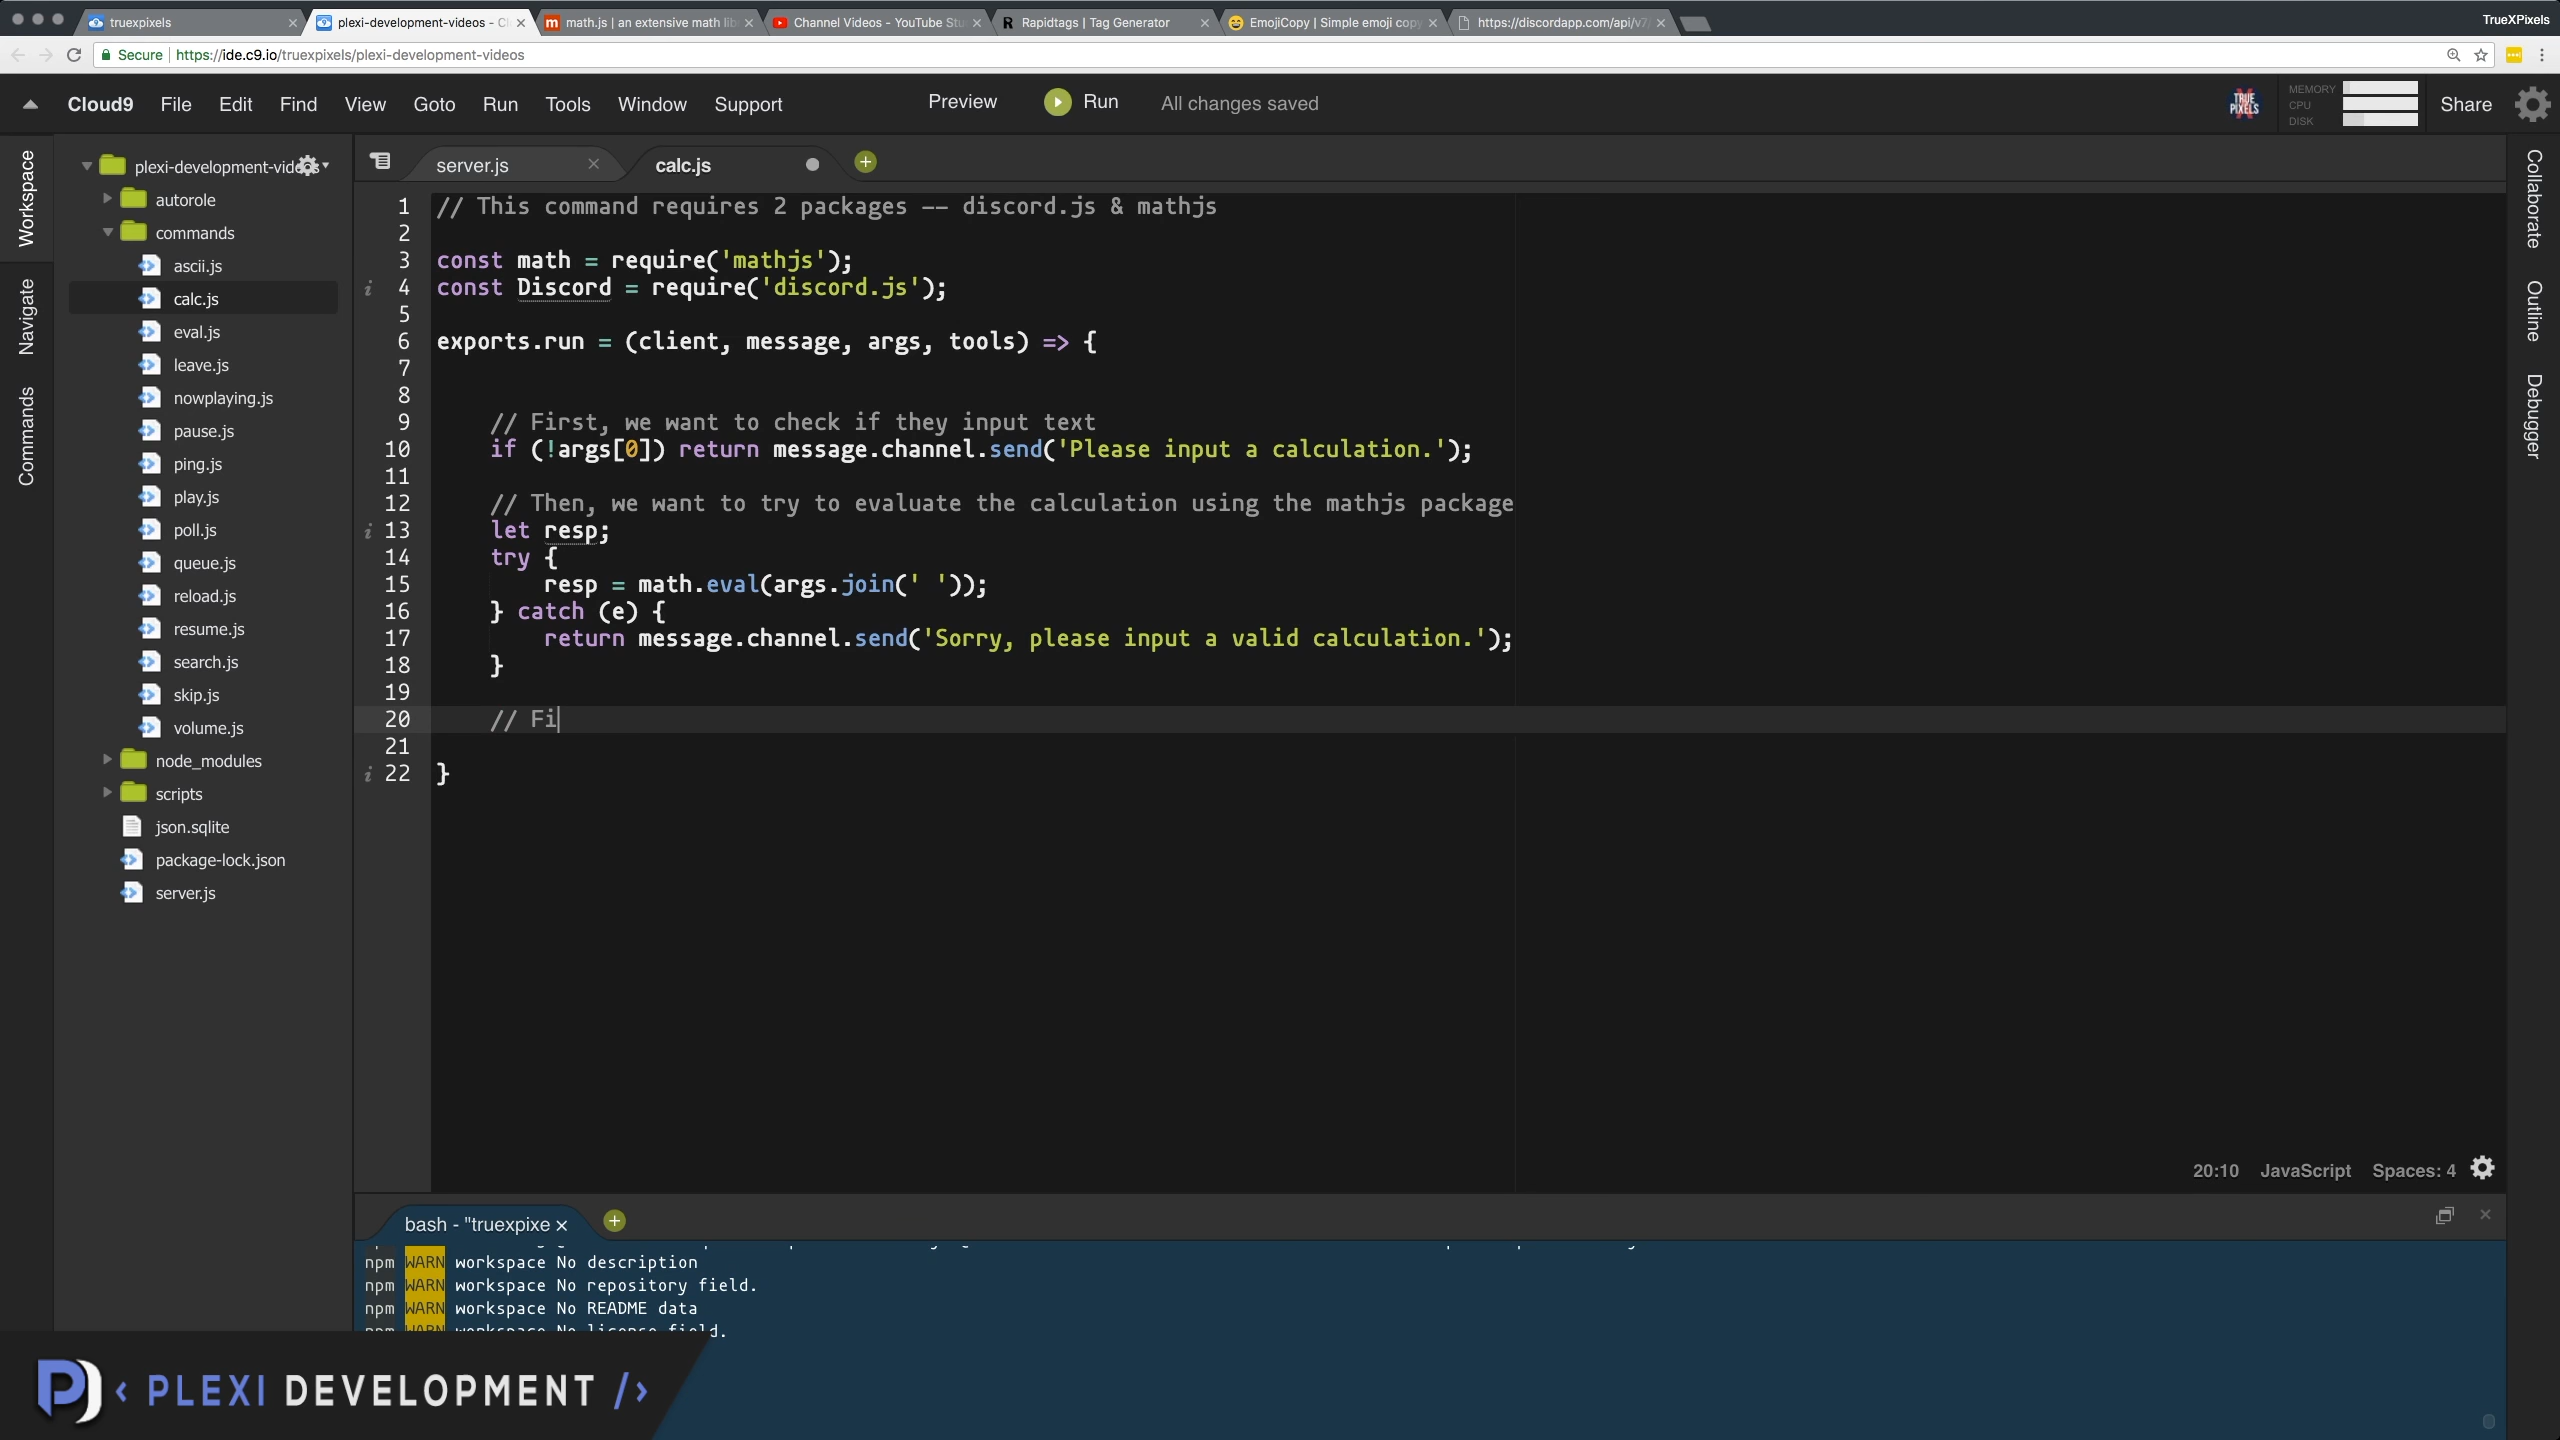 truexpixels
plexi-development-videos - Cl
math.js | an extensive math lib
Channel Videos - YouTube Stu
Rapidtags | Tag Generator
EmojiCopy | Simple emoji copy
https://discordapp.com/api/v7/
TrueXPixels
Secure
https://ide.c9.io/truexpixels/plexi-development-videos
Cloud9 File Edit Find View Goto Run Tools Window Support
Preview Run All changes saved
TRUE PIXELS
MEMORY
CPU
DISK
Share
Workspace
Navigate
Commands
plexi-development-videos
autorole
commands
ascii.js
calc.js
eval.js
leave.js
nowplaying.js
pause.js
ping.js
play.js
poll.js
queue.js
reload.js
resume.js
search.js
skip.js
volume.js
node_modules
scripts
json.sqlite
package-lock.json
server.js
server.js
calc.js
1 // This command requires 2 packages -- discord.js & mathjs
2
3 const math = require('mathjs');
4 const Discord = require('discord.js');
5
6 exports.run = (client, message, args, tools) => {
7
8
9 // First, we want to check if they input text
10 if (!args[0]) return message.channel.send('Please input a calculation.');
11
12 // Then, we want to try to evaluate the calculation using the mathjs package
13 let resp;
14 try {
15 resp = math.eval(args.join(' '));
16 } catch (e) {
17 return message.channel.send('Sorry, please input a valid calculation.');
18 }
19
20 // Fi
21
22 }
Collaborate
Outline
Debugger
20:10 JavaScript Spaces: 4
bash - "truexpixe
npm WARN workspace No description
npm WARN workspace No repository field.
npm WARN workspace No README data
npm WARN workspace No license field.
PD < PLEXI DEVELOPMENT />